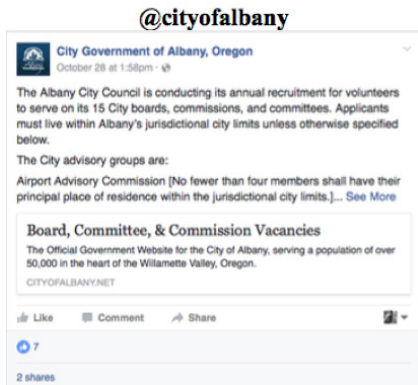 @cityofalbany
City Government of Albany, Oregon
October 28 at 1:58pm ·
The Albany City Council is conducting its annual recruitment for volunteers
to serve on its 15 City boards, commissions, and committees. Applicants
must live within Albany's jurisdictional city limits unless otherwise specified
below.
The City advisory groups are:
Airport Advisory Commission [No fewer than four members shall have their
principal place of residence within the jurisdictional city limits.]... See More
Board, Committee, & Commission Vacancies
The Official Government Website for the City of Albany, serving a population of over
50,000 in the heart of the Willamette Valley, Oregon.
CITYOFALBANY.NET
Like Comment Share
7
2 shares